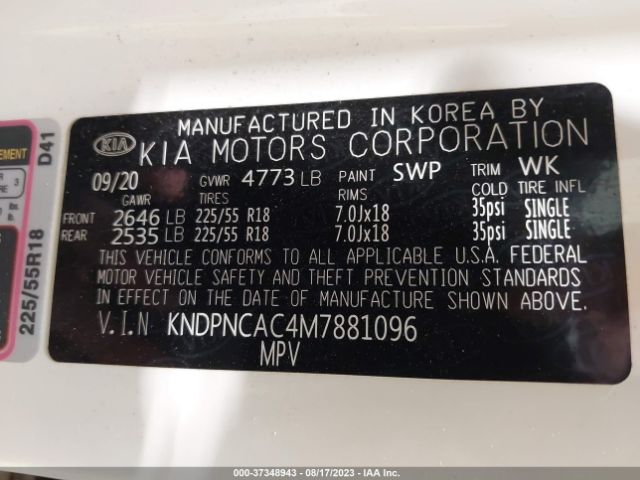 MANUFACTURED IN KOREA BY
KIA KIA MOTORS CORPORATION
09/20 GVWR 4773 LB PAINT SWP TRIM WK
GAWR RIMS COLD TIRE INFL
FRONT 2646 LB 225/55 R18 7.0Jx18 35psi SINGLE
REAR 2535 LB 225/55 R18 7.0Jx18 35psi SINGLE
THIS VEHICLE CONFORMS TO ALL APPLICABLE U.S.A. FEDERAL
MOTOR VEHICLE SAFETY AND THEFT PREVENTION STANDARDS
IN EFFECT ON THE DATE OF MANUFACTURE SHOWN ABOVE.
V.I.N KNDPNCAC4M7881096
MPV
D41
225/55R18
000-37348943 - 08/17/2023 - Copyright IAA, Inc.